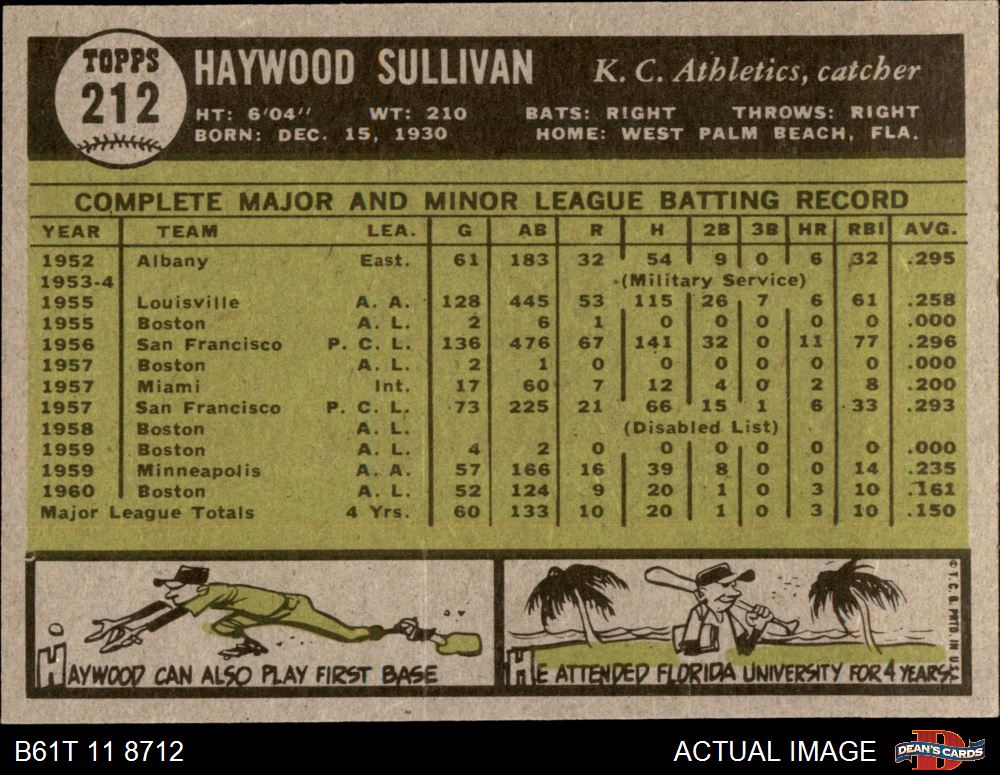 TOPPS
212
HAYWOOD SULLIVAN
K. C. Athletics, catcher
HT: 6'04" WT: 210 BATS: RIGHT THROWS: RIGHT
BORN: DEC. 15, 1930 HOME: WEST PALM BEACH, FLA.
COMPLETE MAJOR AND MINOR LEAGUE BATTING RECORD
YEAR TEAM LEA. G AB R H 2B 3B HR RBI AVG.
1952 Albany East. 61 183 32 54 9 0 6 32 .295
1953-4 (Military Service)
1955 Louisville A. A. 128 445 53 115 26 7 6 61 .258
1955 Boston A. L. 2 6 1 0 0 0 0 0 .000
1956 San Francisco P. C. L. 136 476 67 141 32 0 11 77 .296
1957 Boston A. L. 2 1 0 0 0 0 0 0 .000
1957 Miami Int. 17 60 7 12 4 0 2 8 .200
1957 San Francisco P. C. L. 73 225 21 66 15 1 6 33 .293
1958 Boston A. L. (Disabled List)
1959 Boston A. L. 4 2 0 0 0 0 0 0 .000
1959 Minneapolis A. A. 57 166 16 39 8 0 0 14 .235
1960 Boston A. L. 52 124 9 20 1 0 3 10 .161
Major League Totals 4 Yrs. 60 133 10 20 1 0 3 10 .150
HAYWOOD CAN ALSO PLAY FIRST BASE
HE ATTENDED FLORIDA UNIVERSITY FOR 4 YEARS
© T. C. G. PRTD. IN U.S.A.
B61T 11 8712
ACTUAL IMAGE
DEAN'S CARDS